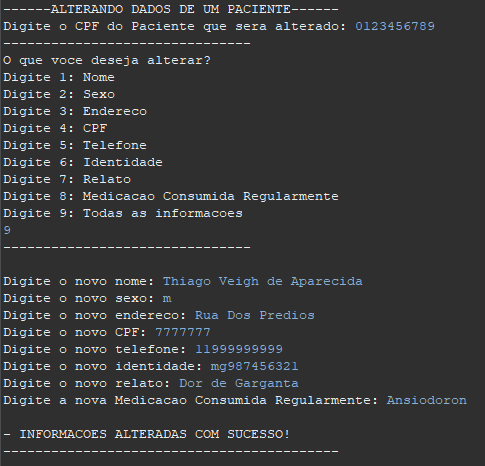 ------ALTERANDO DADOS DE UM PACIENTE------
Digite o CPF do Paciente que sera alterado: 0123456789
-------------------------------
O que voce deseja alterar?
Digite 1: Nome
Digite 2: Sexo
Digite 3: Endereco
Digite 4: CPF
Digite 5: Telefone
Digite 6: Identidade
Digite 7: Relato
Digite 8: Medicacao Consumida Regularmente
Digite 9: Todas as informacoes
9
-------------------------------
Digite o novo nome: Thiago Veigh de Aparecida
Digite o novo sexo: m
Digite o novo endereco: Rua Dos Predios
Digite o novo CPF: 7777777
Digite o novo telefone: 11999999999
Digite o novo identidade: mg987456321
Digite o novo relato: Dor de Garganta
Digite a nova Medicacao Consumida Regularmente: Ansiodoron
- INFORMACOES ALTERADAS COM SUCESSO!
------------------------------------------